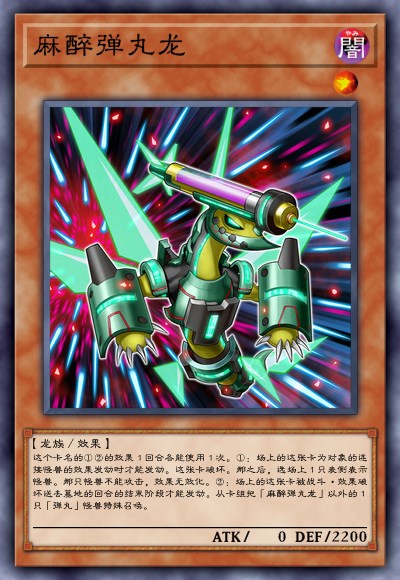 麻醉弹丸龙
やみ
闇
【龙族／效果】
这个卡名的①②的效果1回合各能使用1次。①：场上的这张卡为对象的连
接怪兽的效果发动时才能发动。这张卡破坏。那之后，选场上1只表侧表示
怪兽。那只怪兽不能攻击，效果无效化。②：场上的这张卡被战斗·效果破
坏送去墓地的回合的结束阶段才能发动。从卡组把「麻醉弹丸龙」以外的1
只「弹丸」怪兽特殊召唤。
ATK/ 0 DEF/2200